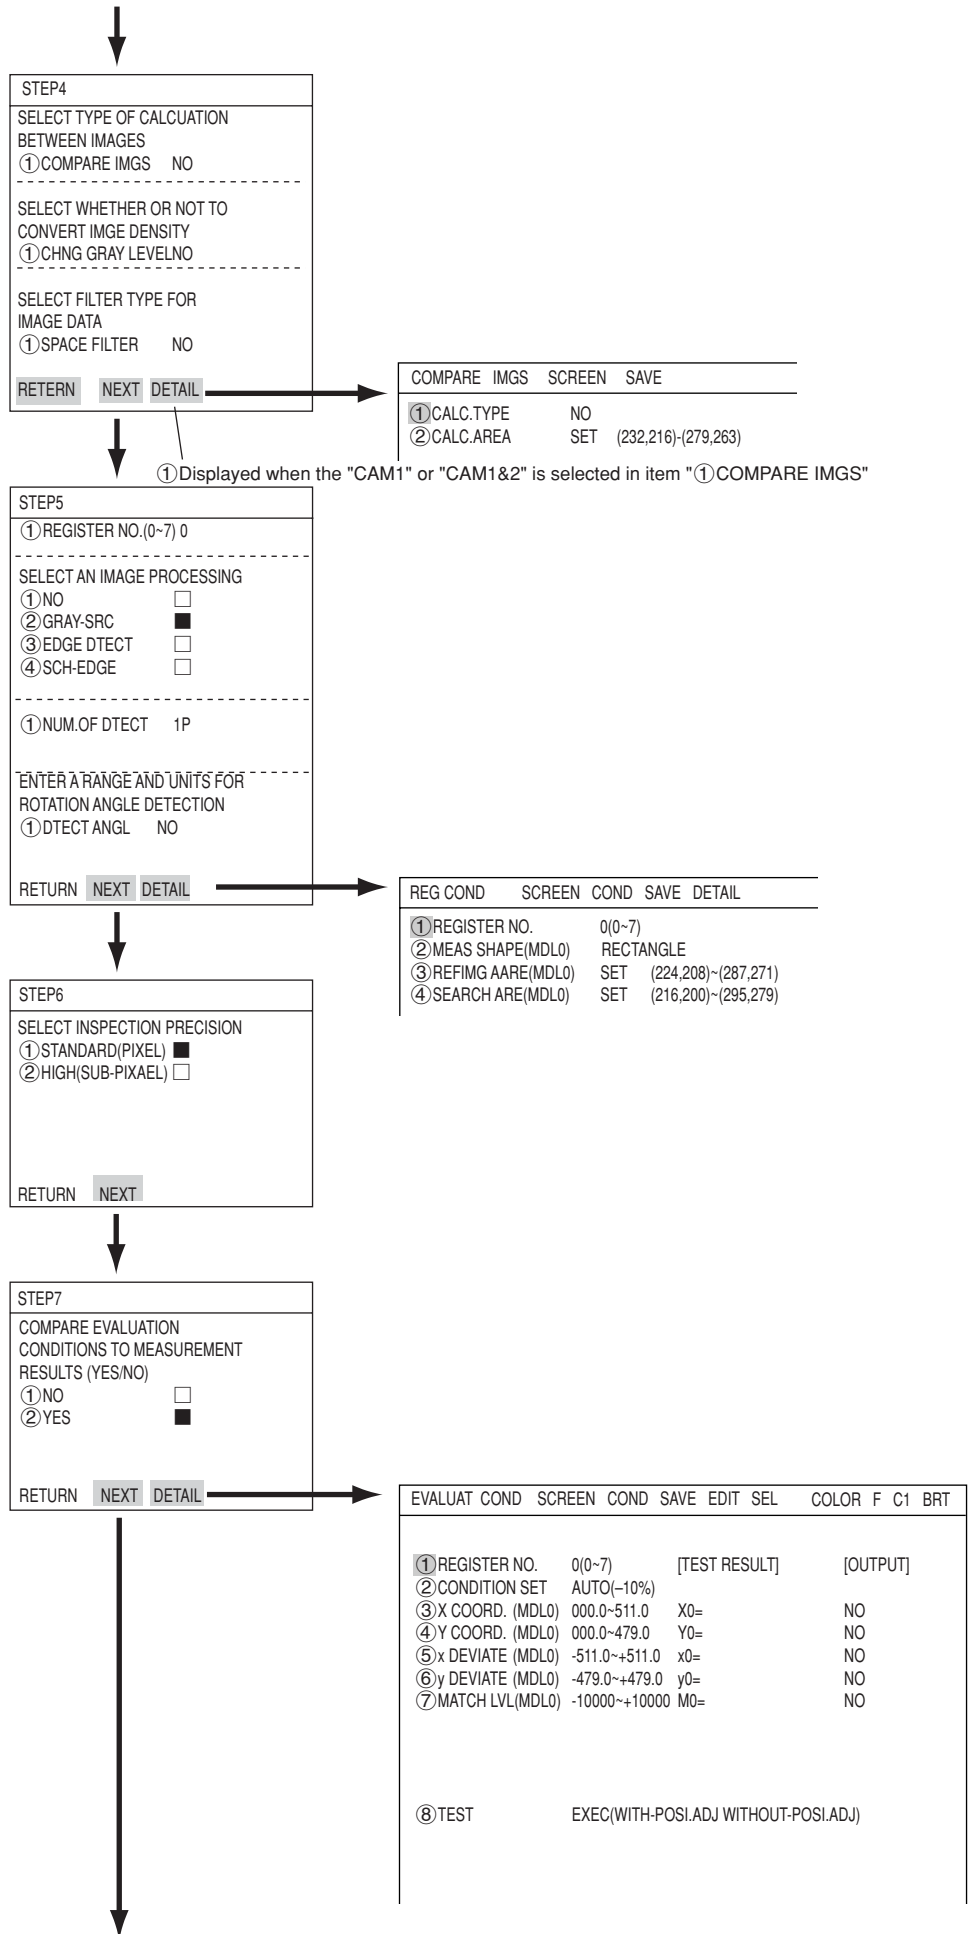 STEP4
SELECT TYPE OF CALCUATION
BETWEEN IMAGES
①COMPARE IMGS NO
SELECT WHETHER OR NOT TO
CONVERT IMGE DENSITY
①CHNG GRAY LEVELNO
SELECT FILTER TYPE FOR
IMAGE DATA
①SPACE FILTER NO
RETERN NEXT DETAIL
COMPARE IMGS SCREEN SAVE
①CALC.TYPE NO
②CALC.AREA SET (232,216)-(279,263)
①Displayed when the "CAM1" or "CAM1&2" is selected in item "①COMPARE IMGS"
STEP5
①REGISTER NO.(0~7) 0
SELECT AN IMAGE PROCESSING
①NO □
②GRAY-SRC ■
③EDGE DTECT □
④SCH-EDGE □
①NUM.OF DTECT 1P
ENTER A RANGE AND UNITS FOR
ROTATION ANGLE DETECTION
①DTECT ANGL NO
RETURN NEXT DETAIL
REG COND SCREEN COND SAVE DETAIL
①REGISTER NO. 0(0~7)
②MEAS SHAPE(MDL0) RECTANGLE
③REFIMG AARE(MDL0) SET (224,208)~(287,271)
④SEARCH ARE(MDL0) SET (216,200)~(295,279)
STEP6
SELECT INSPECTION PRECISION
①STANDARD(PIXEL) ■
②HIGH(SUB-PIXAEL) □
RETURN NEXT
STEP7
COMPARE EVALUATION
CONDITIONS TO MEASUREMENT
RESULTS (YES/NO)
①NO □
②YES ■
RETURN NEXT DETAIL
EVALUAT COND SCREEN COND SAVE EDIT SEL COLOR F C1 BRT
①REGISTER NO. 0(0~7) [TEST RESULT] [OUTPUT]
②CONDITION SET AUTO(–10%)
③X COORD. (MDL0) 000.0~511.0 X0= NO
④Y COORD. (MDL0) 000.0~479.0 Y0= NO
⑤x DEVIATE (MDL0) -511.0~+511.0 x0= NO
⑥y DEVIATE (MDL0) -479.0~+479.0 y0= NO
⑦MATCH LVL(MDL0) -10000~+10000 M0= NO
⑧TEST EXEC(WITH-POSI.ADJ WITHOUT-POSI.ADJ)